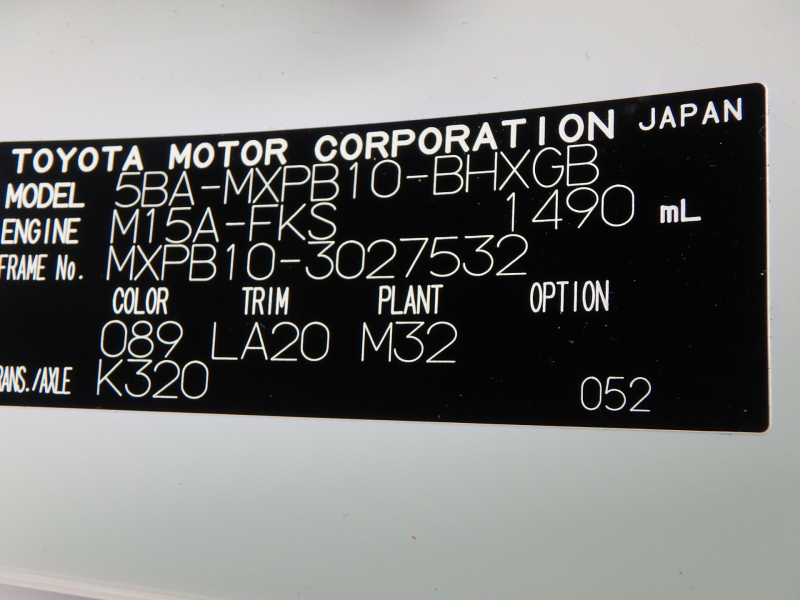 TOYOTA MOTOR CORPORATION JAPAN
MODEL 5BA-MXPB10-BHXGB
ENGINE M15A-FKS 1490 mL
FRAME No. MXPB10-3027532
COLOR TRIM PLANT OPTION
089 LA20 M32
RANS./AXLE K320 052